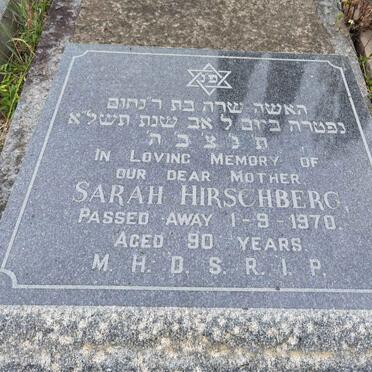 פ״נ
האשה שרה בת ר׳נחום
נפטרה ביום ל אב שנת תשל״א
ת׳נ׳צ׳ב׳ה׳
IN LOVING MEMORY OF
OUR DEAR MOTHER
SARAH HIRSCHBERG,
PASSED AWAY 1-9-1970.
AGED 90 YEARS.
M. H. D. S. R. I. P.